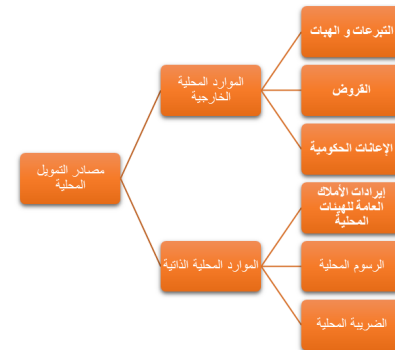 مصادر التمويل
المحلية
الموارد المحلية
الخارجية
التبرعات و الهبات
القروض
الإعانات الحكومية
الموارد المحلية الذاتية
إيرادات الأملاك
العامة للهيئات
المحلية
الرسوم المحلية
الضريبة المحلية